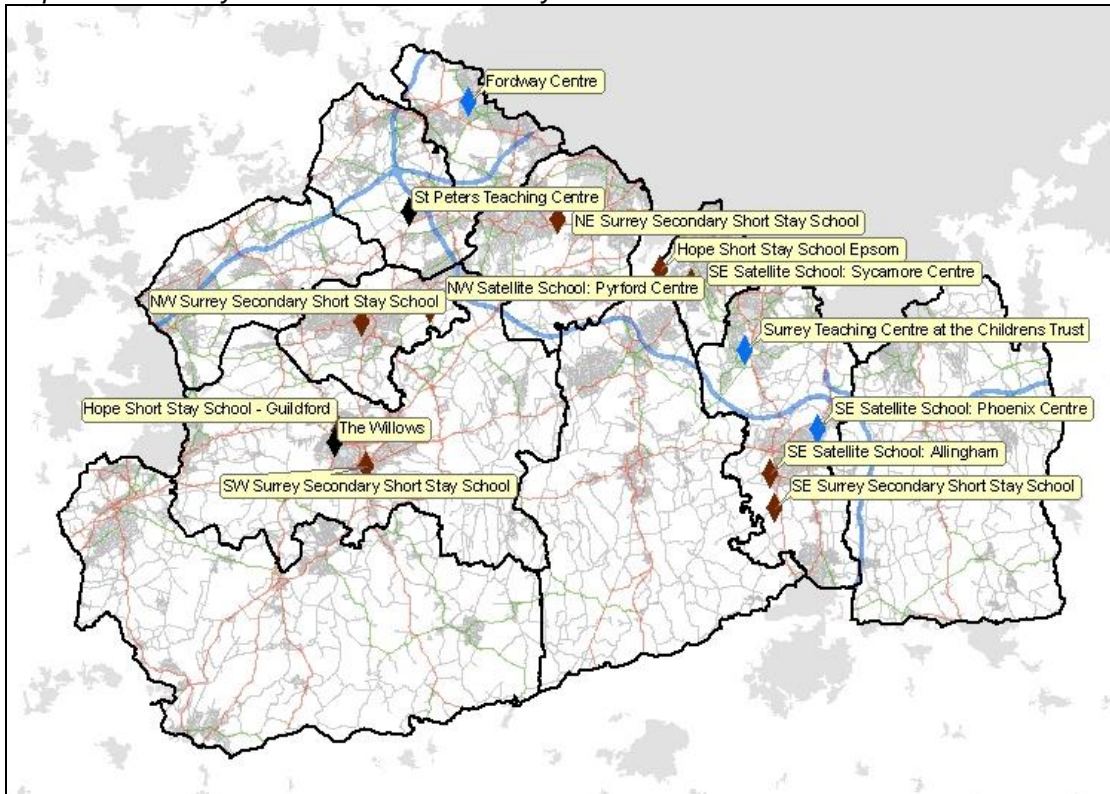 Fordway Centre
St Peters Teaching Centre
NE Surrey Secondary Short Stay School
Hope Short Stay School Epsom
SE Satellite School: Sycamore Centre
NW Satellite School: Pyrford Centre
NW Surrey Secondary Short Stay School
Surrey Teaching Centre at the Childrens Trust
Hope Short Stay School - Guildford
SE Satellite School: Phoenix Centre
The Willows
SE Satellite School: Allingham
SW Surrey Secondary Short Stay School
SE Surrey Secondary Short Stay School